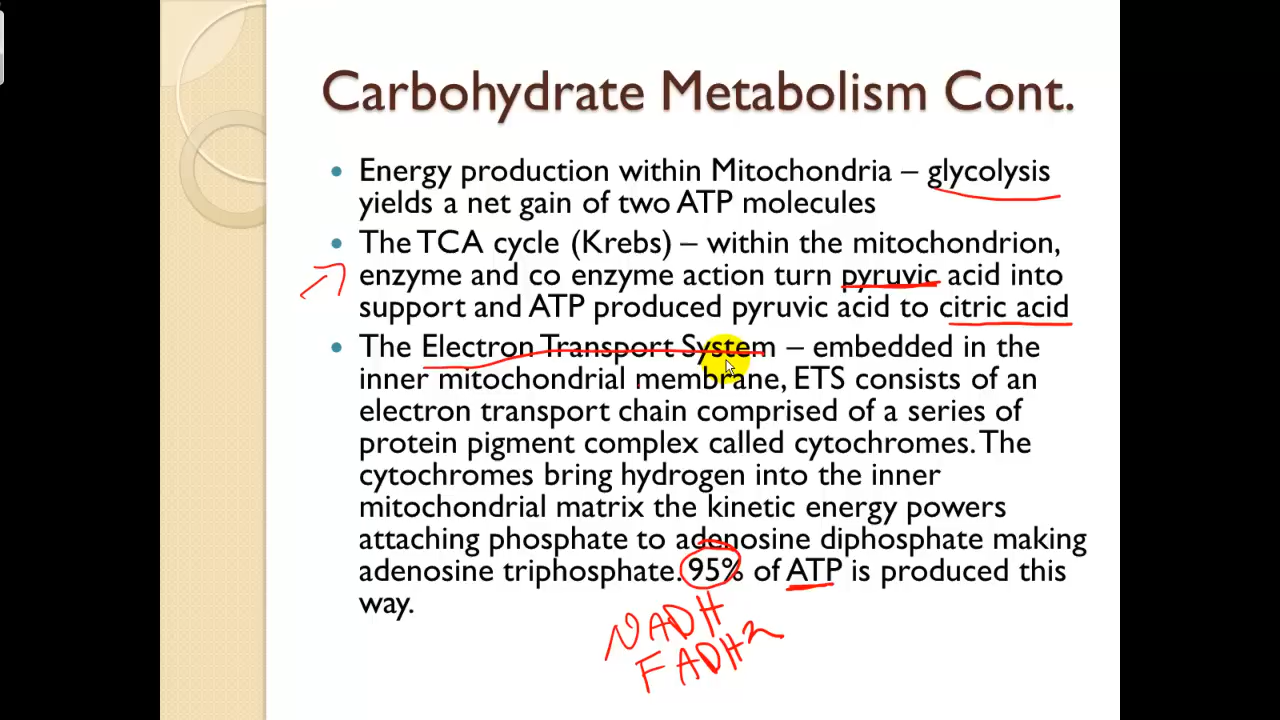 Carbohydrate Metabolism Cont.
• Energy production within Mitochondria – glycolysis
yields a net gain of two ATP molecules
• The TCA cycle (Krebs) – within the mitochondrion,
enzyme and co enzyme action turn pyruvic acid into
support and ATP produced pyruvic acid to citric acid
• The Electron Transport System – embedded in the
inner mitochondrial membrane, ETS consists of an
electron transport chain comprised of a series of
protein pigment complex called cytochromes. The
cytochromes bring hydrogen into the inner
mitochondrial matrix the kinetic energy powers
attaching phosphate to adenosine diphosphate making
adenosine triphosphate. 95% of ATP is produced this
way.
NADH
FADH2